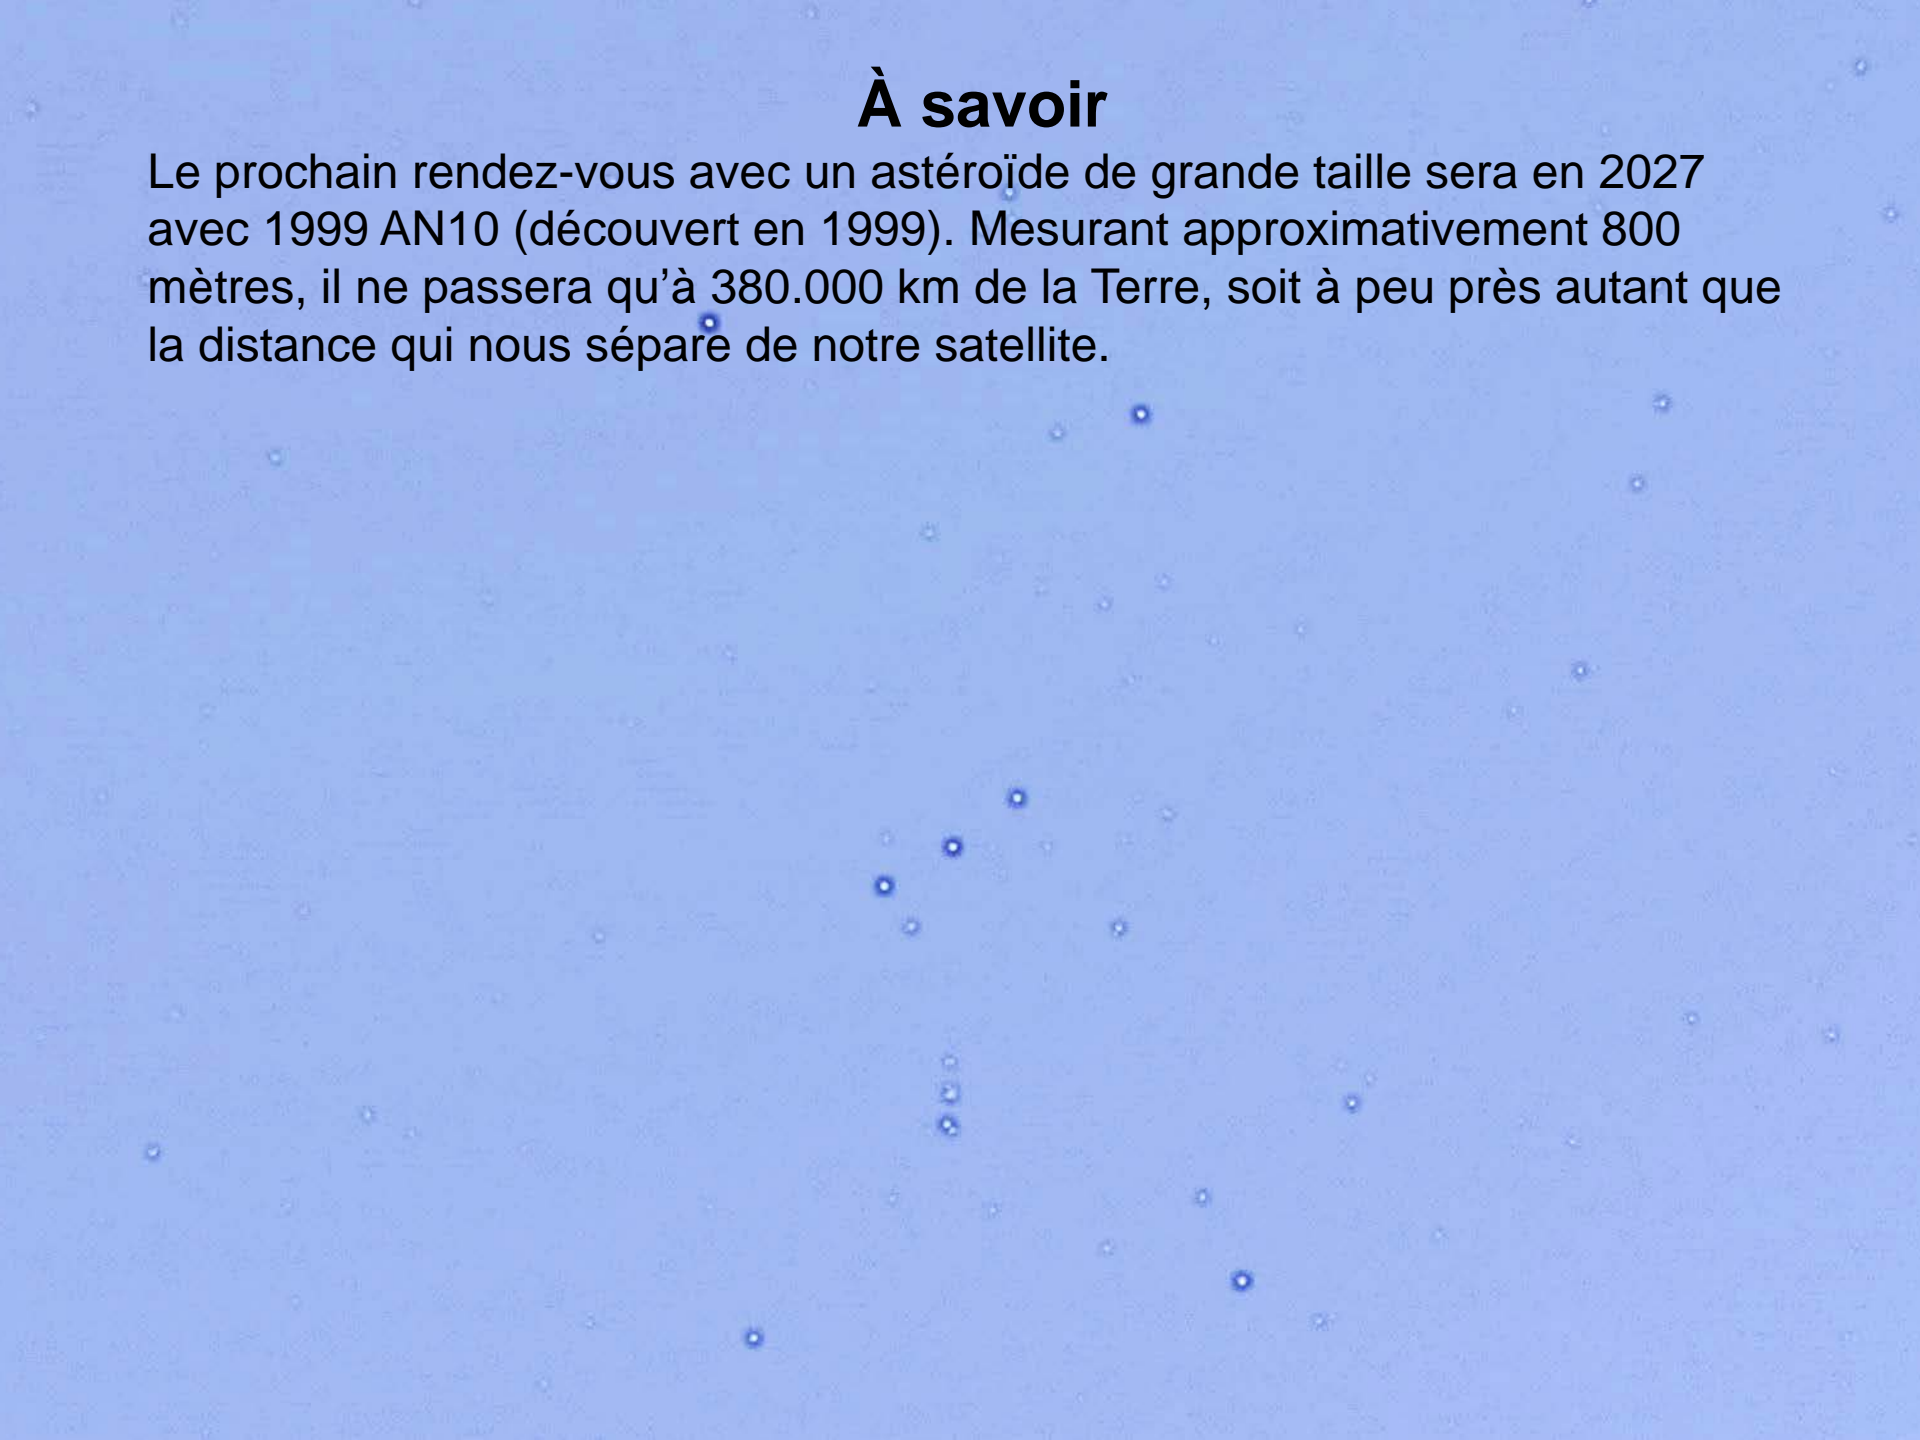 À savoir
Le prochain rendez-vous avec un astéroïde de grande taille sera en 2027
avec 1999 AN10 (découvert en 1999). Mesurant approximativement 800
mètres, il ne passera qu’à 380.000 km de la Terre, soit à peu près autant que
la distance qui nous sépare de notre satellite.